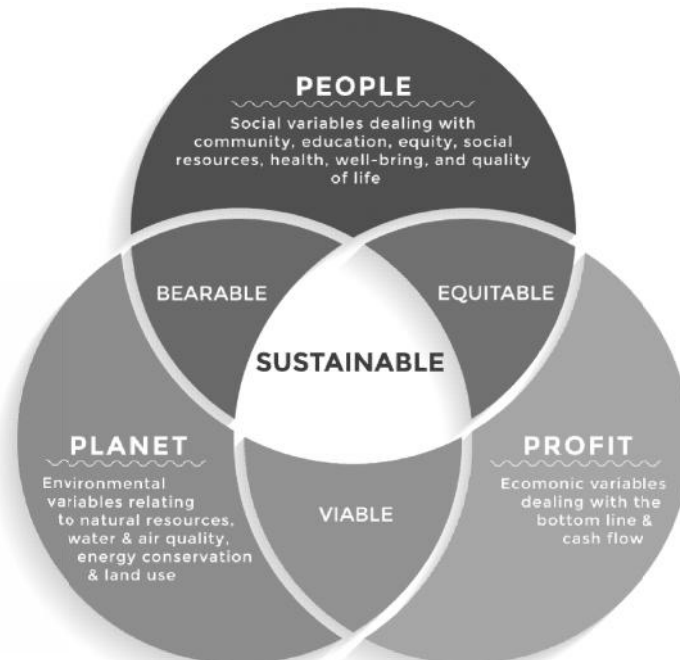 PEOPLE
Social variables dealing with
community, education, equity, social
resources, health, well-bring, and quality
of life
BEARABLE
EQUITABLE
SUSTAINABLE
PLANET
Environmental
variables relating
to natural resources,
water & air quality,
energy conservation
& land use
VIABLE
PROFIT
Ecomonic variables
dealing with the
bottom line &
cash flow